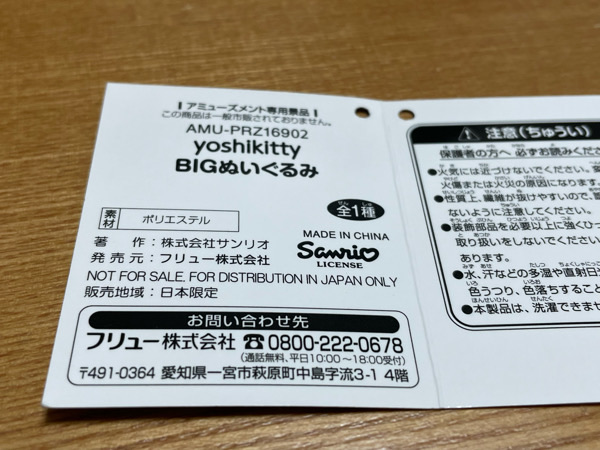 アミューズメント専用景品
この商品は一般市販されておりません。
AMU-PRZ16902
yoshikitty
BIGぬいぐるみ
全1種
ぜん しゅ
素材 ポリエステル
MADE IN CHINA
著作:株式会社サンリオ
Sanrio
LICENSE
発売元:フリュー株式会社
NOT FOR SALE, FOR DISTRIBUTION IN JAPAN ONLY
販売地域:日本限定
お問い合わせ先
フリュー株式会社 ☎0800-222-0678
(通話無料、平日10:00〜18:00受付)
〒491-0364 愛知県一宮市萩原町中島字流3-1 4階
⚠ 注意(ちゅうい)
保護者の方へ 必ずお読みくだ
●火気には近づけないでください。
火傷または火災の原因になります。
●性質上、繊維が抜けやすいので、
ないように注意してください。
●装飾部品を必要以上に強くひっ
取り扱いをしないでください
あります。
●水、汗などの多湿や直射日
色うつり、色落ちすること
●本製品は、洗濯できませ